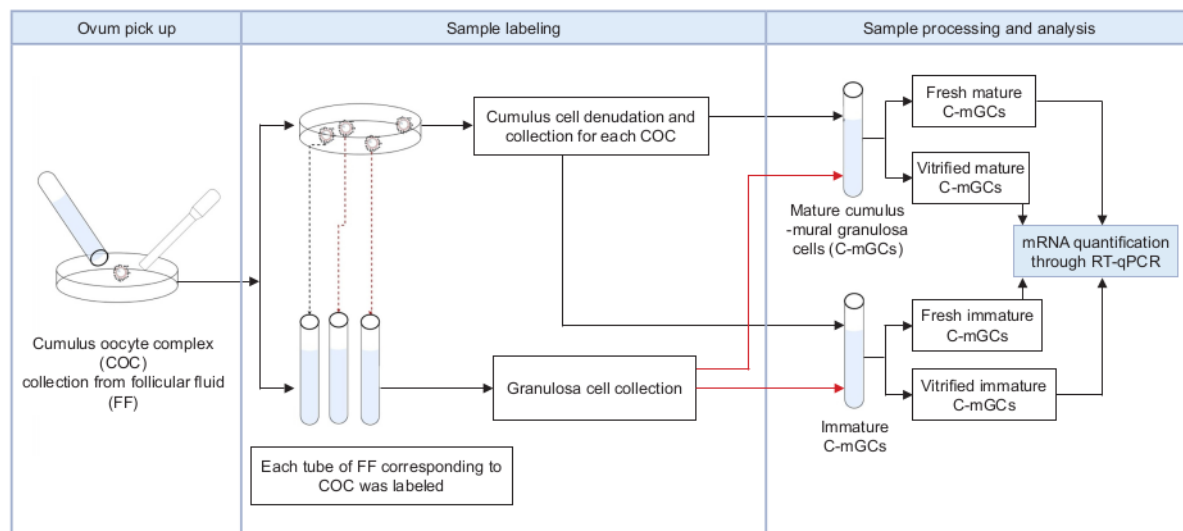 Ovum pick up
Sample labeling
Sample processing and analysis
Cumulus oocyte complex
(COC)
collection from follicular fluid
(FF)
Cumulus cell denudation and
collection for each COC
Granulosa cell collection
Each tube of FF corresponding to
COC was labeled
Mature cumulus
-mural granulosa
cells (C-mGCs)
Immature
C-mGCs
Fresh mature
C-mGCs
Vitrified mature
C-mGCs
mRNA quantification
through RT-qPCR
Fresh immature
C-mGCs
Vitrified immature
C-mGCs